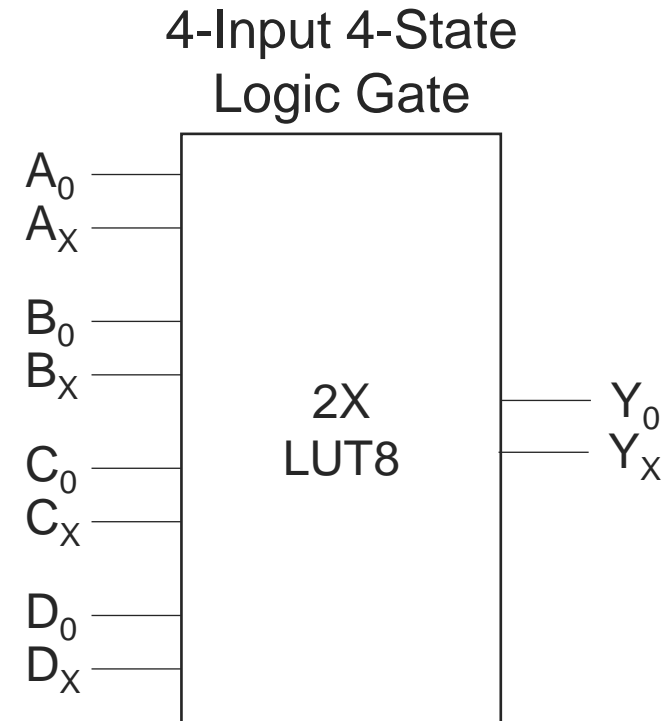 4-Input 4-State
Logic Gate
A₀
Aₓ
B₀
Bₓ
2X
LUT8
Y₀
Yₓ
C₀
Cₓ
D₀
Dₓ